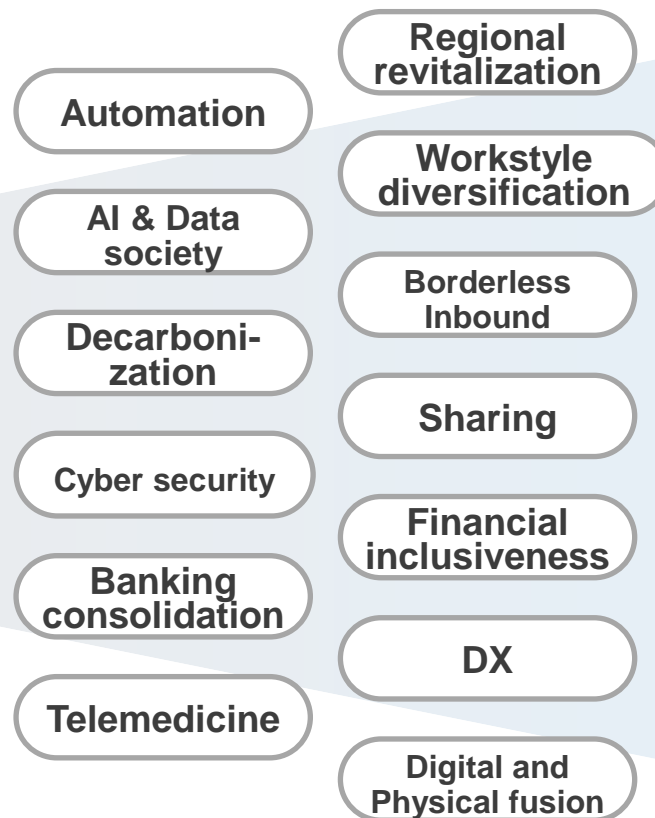 Automation
AI & Data
society
Decarboni-
zation
Cyber security
Banking
consolidation
Telemedicine
Regional
revitalization
Workstyle
diversification
Borderless
Inbound
Sharing
Financial
inclusiveness
DX
Digital and
Physical fusion